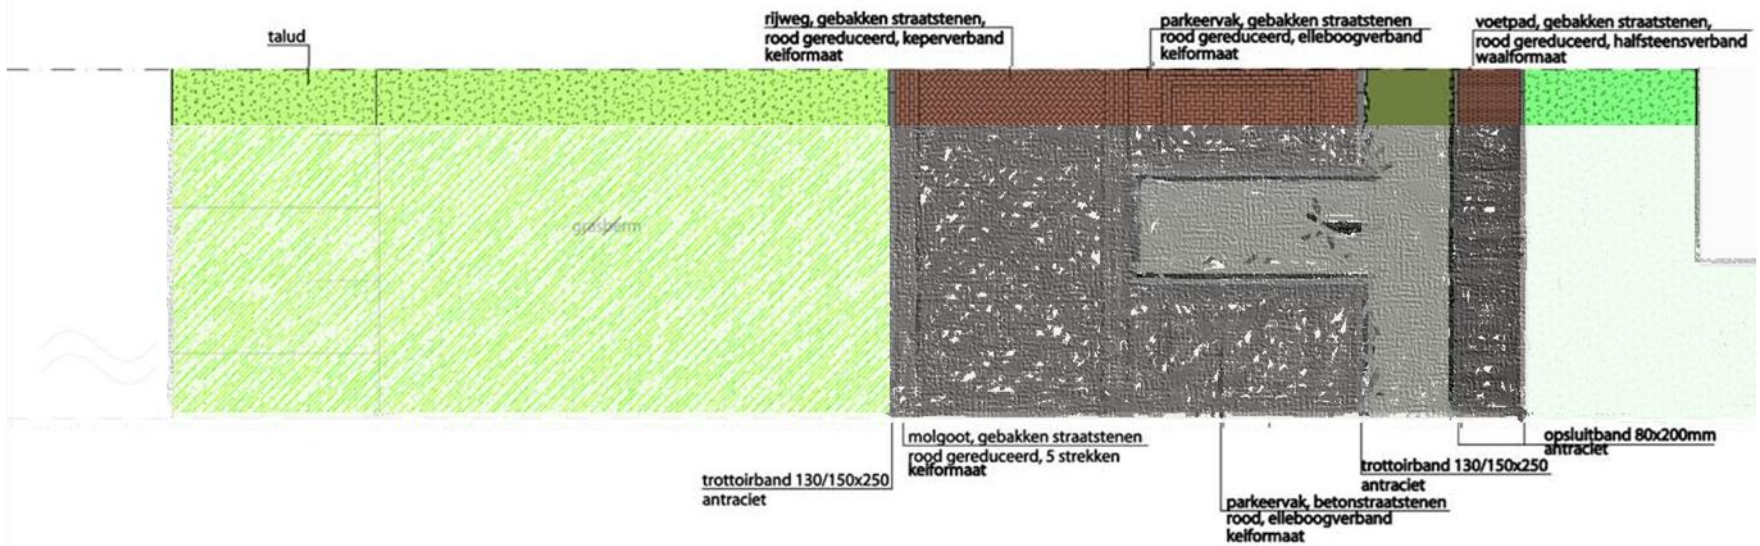 talud
rijweg, gebakken straatstenen,
rood gereduceerd, keperverband
keiformaat
parkeervak, gebakken straatstenen
rood gereduceerd, elleboogverband
keiformaat
voetpad, gebakken straatstenen,
rood gereduceerd, halfsteensverband
waalformaat
grasberm
molgoot, gebakken straatstenen
rood gereduceerd, 5 strekken
keiformaat
trottoirband 130/150x250
antraciet
parkeervak, betonstraatstenen
rood, elleboogverband
keiformaat
trottoirband 130/150x250
antraciet
opsluitband 80x200mm
antraciet